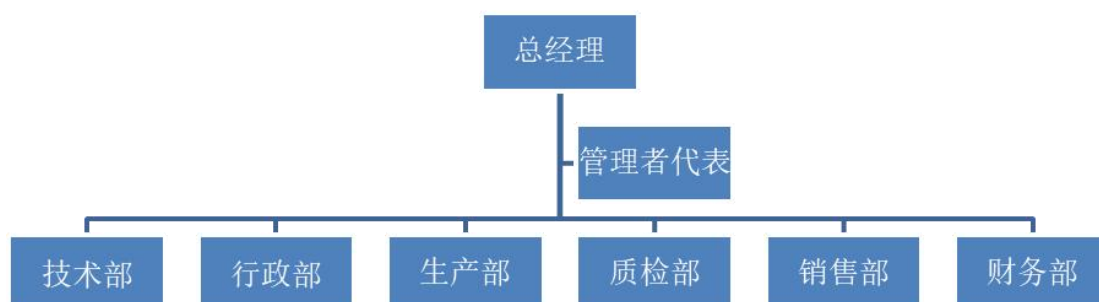 总经理
管理者代表
技术部
行政部
生产部
质检部
销售部
财务部